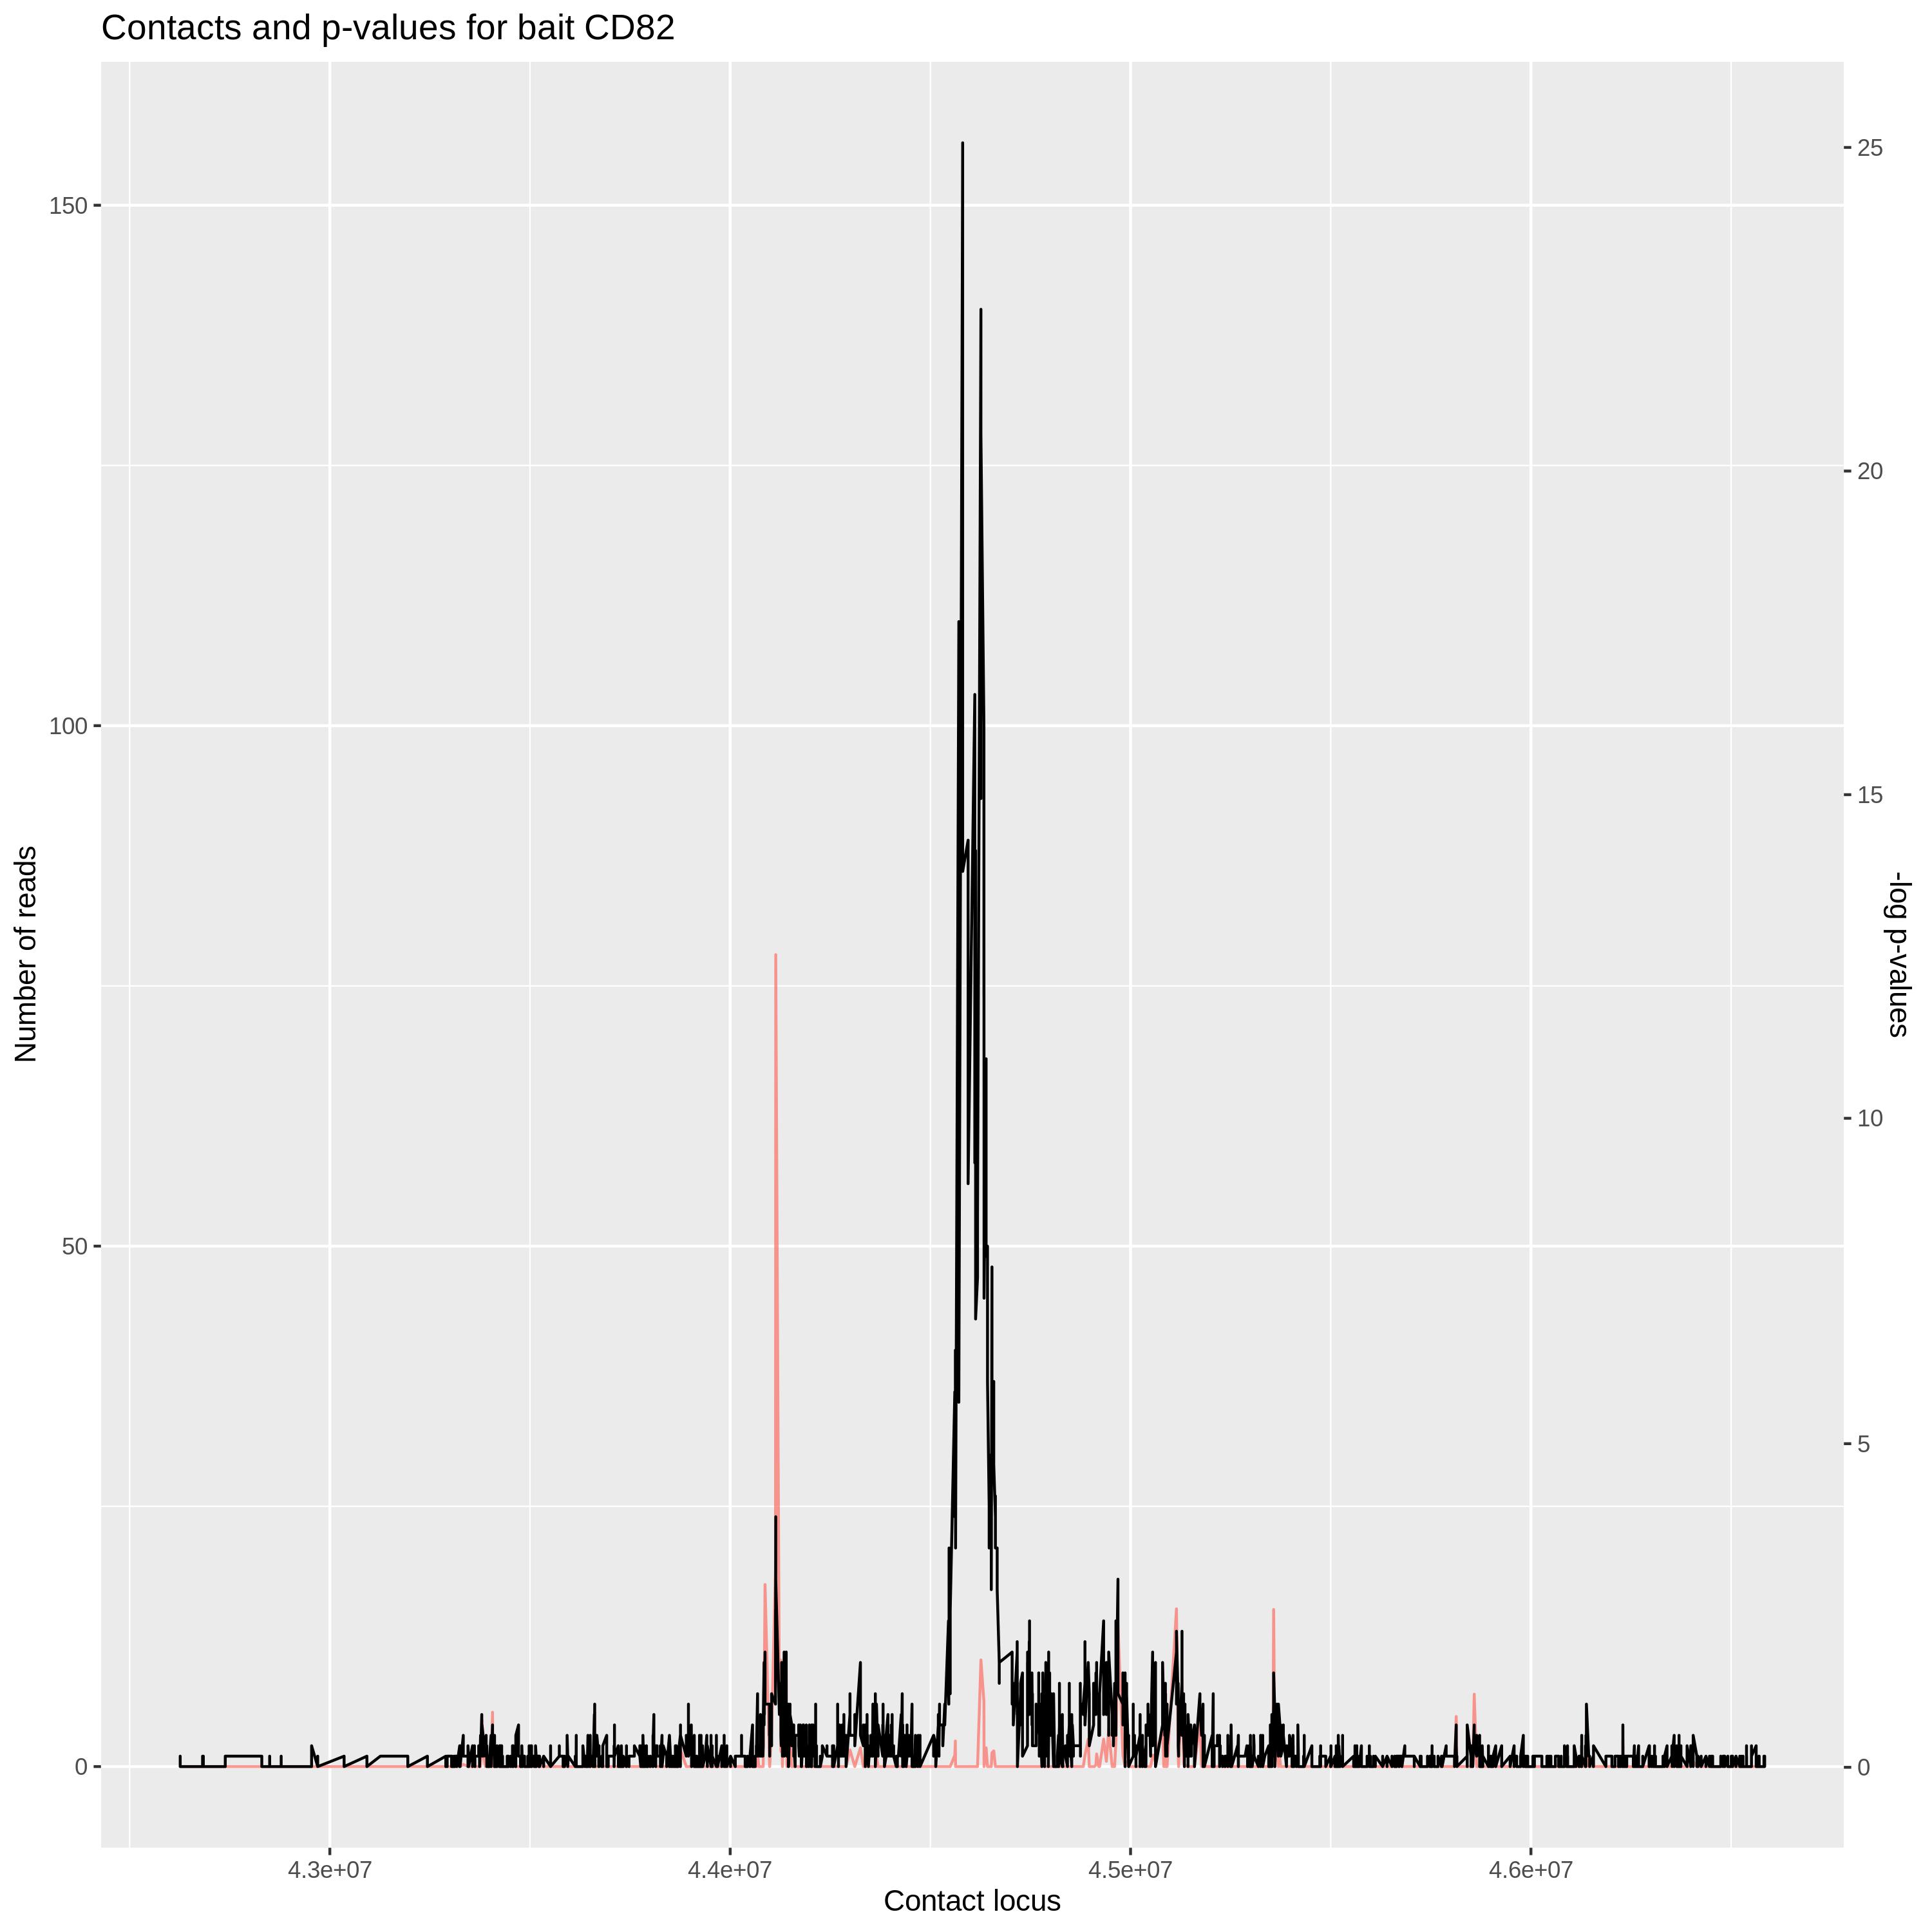 Contacts and p-values for bait CD82
150
100
50
0
Number of reads
25
20
15
10
5
0
-log p-values
4.3e+07
4.4e+07
4.5e+07
4.6e+07
Contact locus